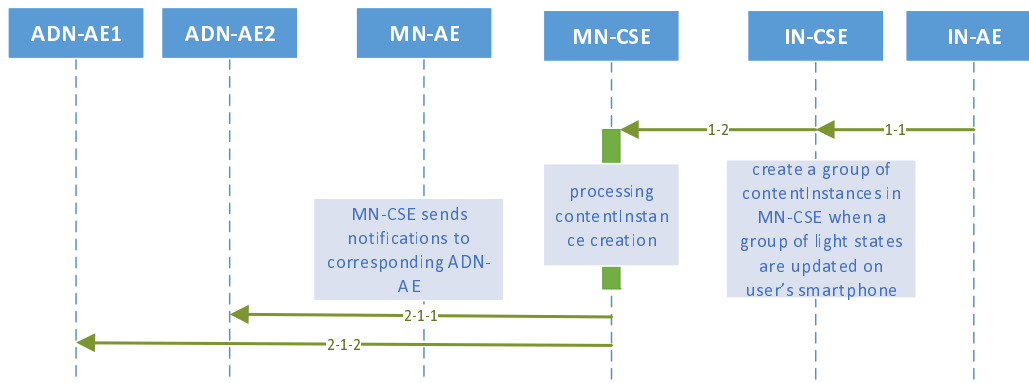 ADN-AE1 ADN-AE2 MN-AE MN-CSE IN-CSE IN-AE
1-2 1-1
create a group of
contentInstances in
MN-CSE when a
group of light states
are updated on
user's smartphone
processing
contentInstan
ce creation
MN-CSE sends
notifications to
corresponding ADN-
AE
2-1-1
2-1-2